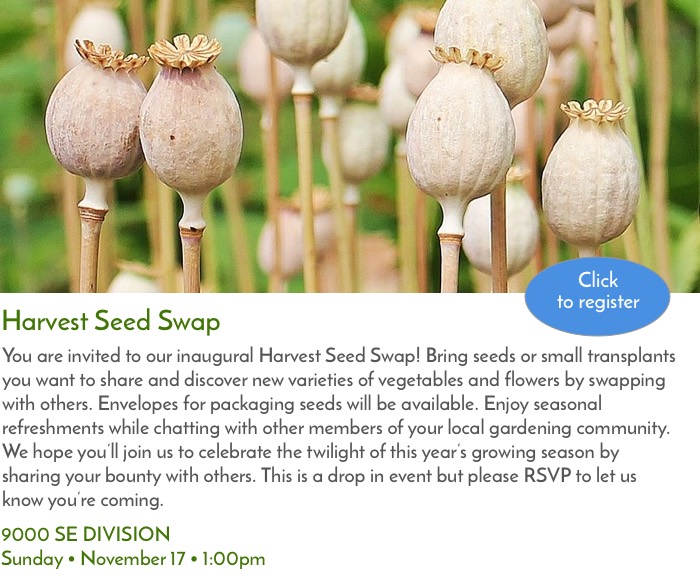 Click
to register
Harvest Seed Swap
You are invited to our inaugural Harvest Seed Swap! Bring seeds or small transplants
you want to share and discover new varieties of vegetables and flowers by swapping
with others. Envelopes for packaging seeds will be available. Enjoy seasonal
refreshments while chatting with other members of your local gardening community.
We hope you'll join us to celebrate the twilight of this year's growing season by
sharing your bounty with others. This is a drop in event but please RSVP to let us
know you're coming.
9000 SE DIVISION
Sunday • November 17 • 1:00pm